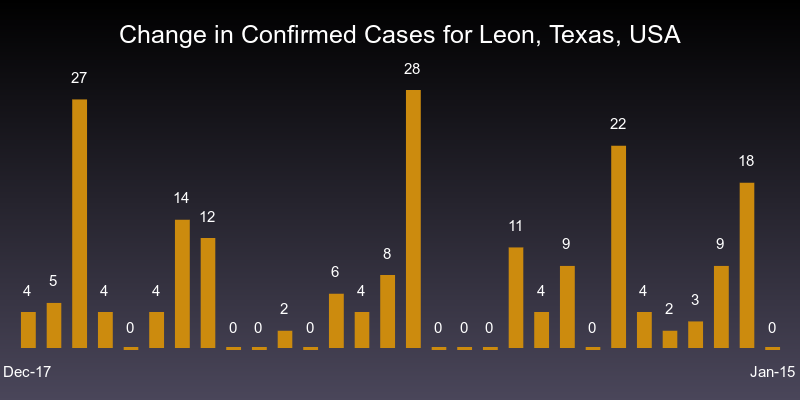 Change in Confirmed Cases for Leon, Texas, USA
4 5 27 4 0 4 14 12 0 0 2 0 6 4 8 28 0 0 0 11 4 9 0 22 4 2 3 9 18 0
Dec-17 Jan-15